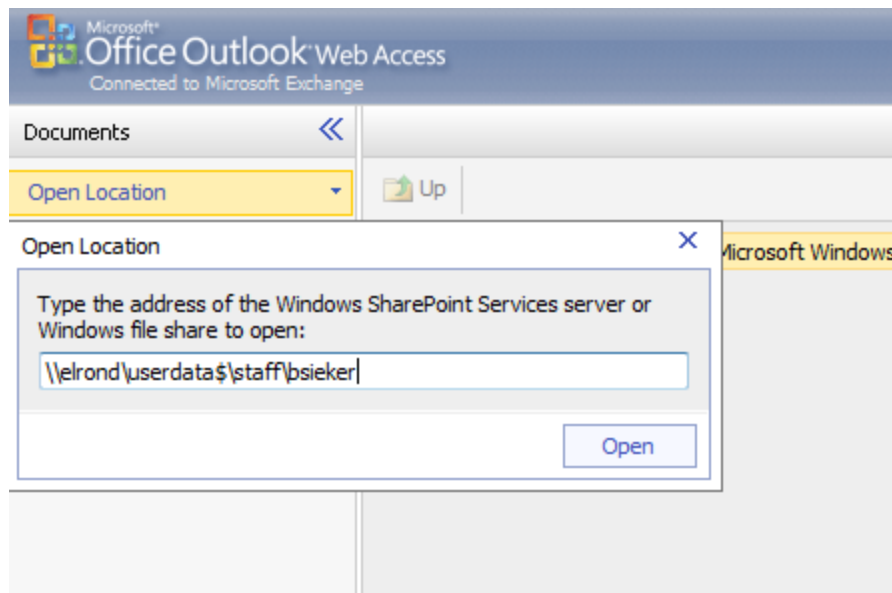 Microsoft®
Office Outlook Web Access
Connected to Microsoft Exchange
Documents
Open Location
Up
Open Location
Microsoft Windows
Type the address of the Windows SharePoint Services server or
Windows file share to open:
\\elrond\userdata$\staff\bsieker
Open